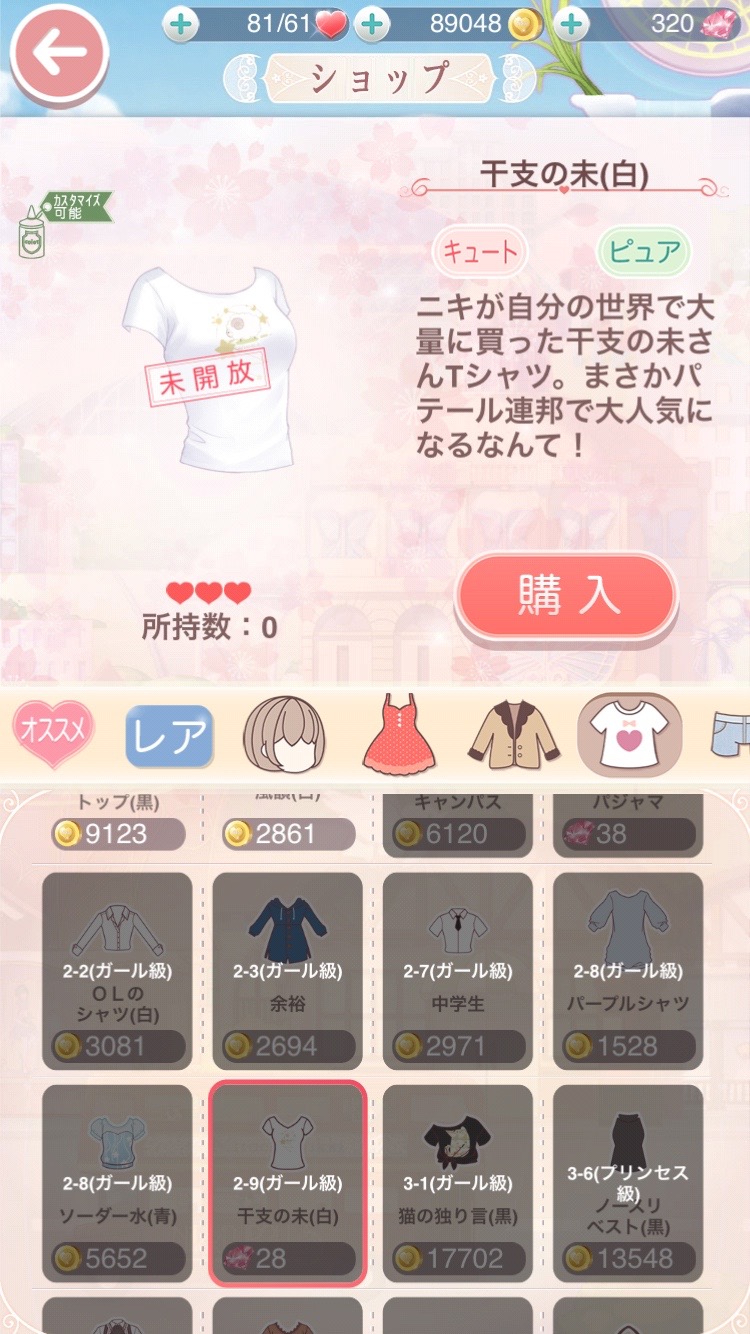 81/61
89048
320
ショップ
干支の未(白)
カスタマイズ
可能
キュート
ピュア
ニキが自分の世界で大
量に買った干支の未さ
んTシャツ。まさかパ
テール連邦で大人気に
なるなんて！
未開放
所持数：0
購入
オススメ
レア
トップ(黒)
キャンパス
パジャマ
9123
2861
6120
38
2-2(ガール級)
2-3(ガール級)
2-7(ガール級)
2-8(ガール級)
ＯＬの
シャツ(白)
余裕
中学生
パープルシャツ
3081
2694
2971
1528
2-8(ガール級)
2-9(ガール級)
3-1(ガール級)
3-6(プリンセス
級)
ソーダー水(青)
干支の未(白)
猫の独り言(黒)
ノースリ
ベスト(黒)
5652
28
17702
13548